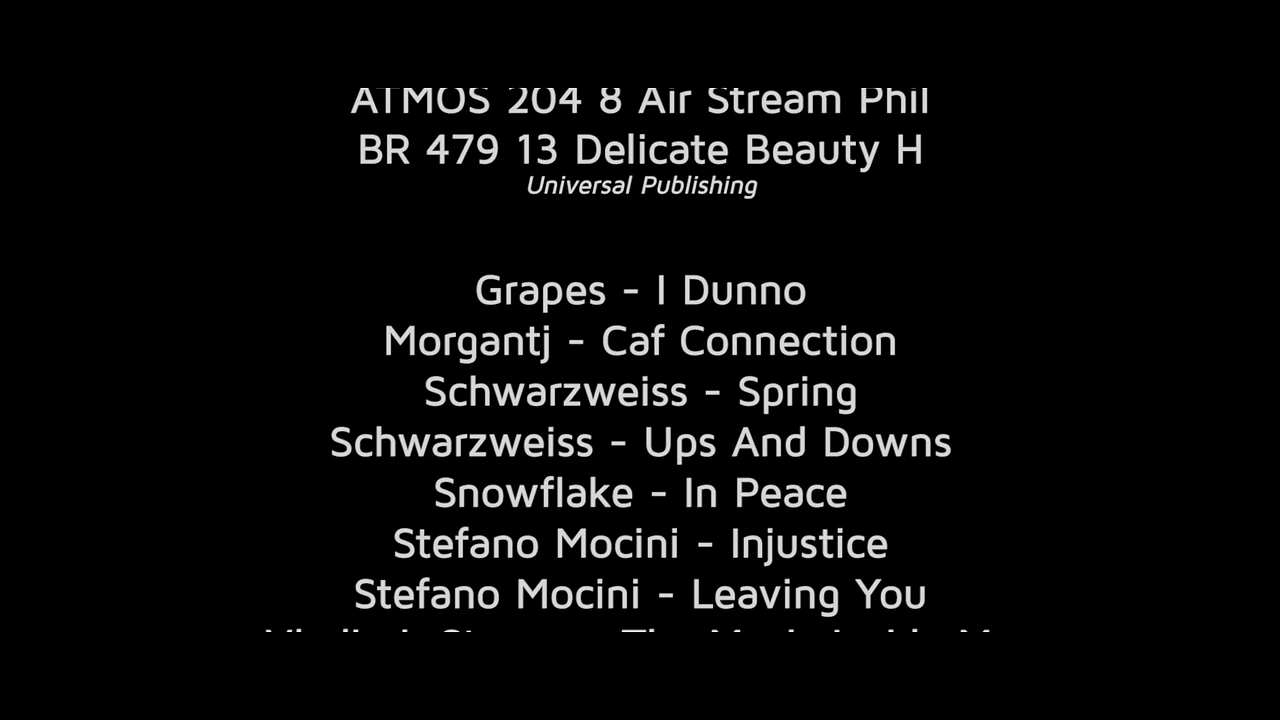 ATMOS 204 8 Air Stream Phil
BR 479 13 Delicate Beauty H
Universal Publishing
Grapes - I Dunno
Morgantj - Caf Connection
Schwarzweiss - Spring
Schwarzweiss - Ups And Downs
Snowflake - In Peace
Stefano Mocini - Injustice
Stefano Mocini - Leaving You